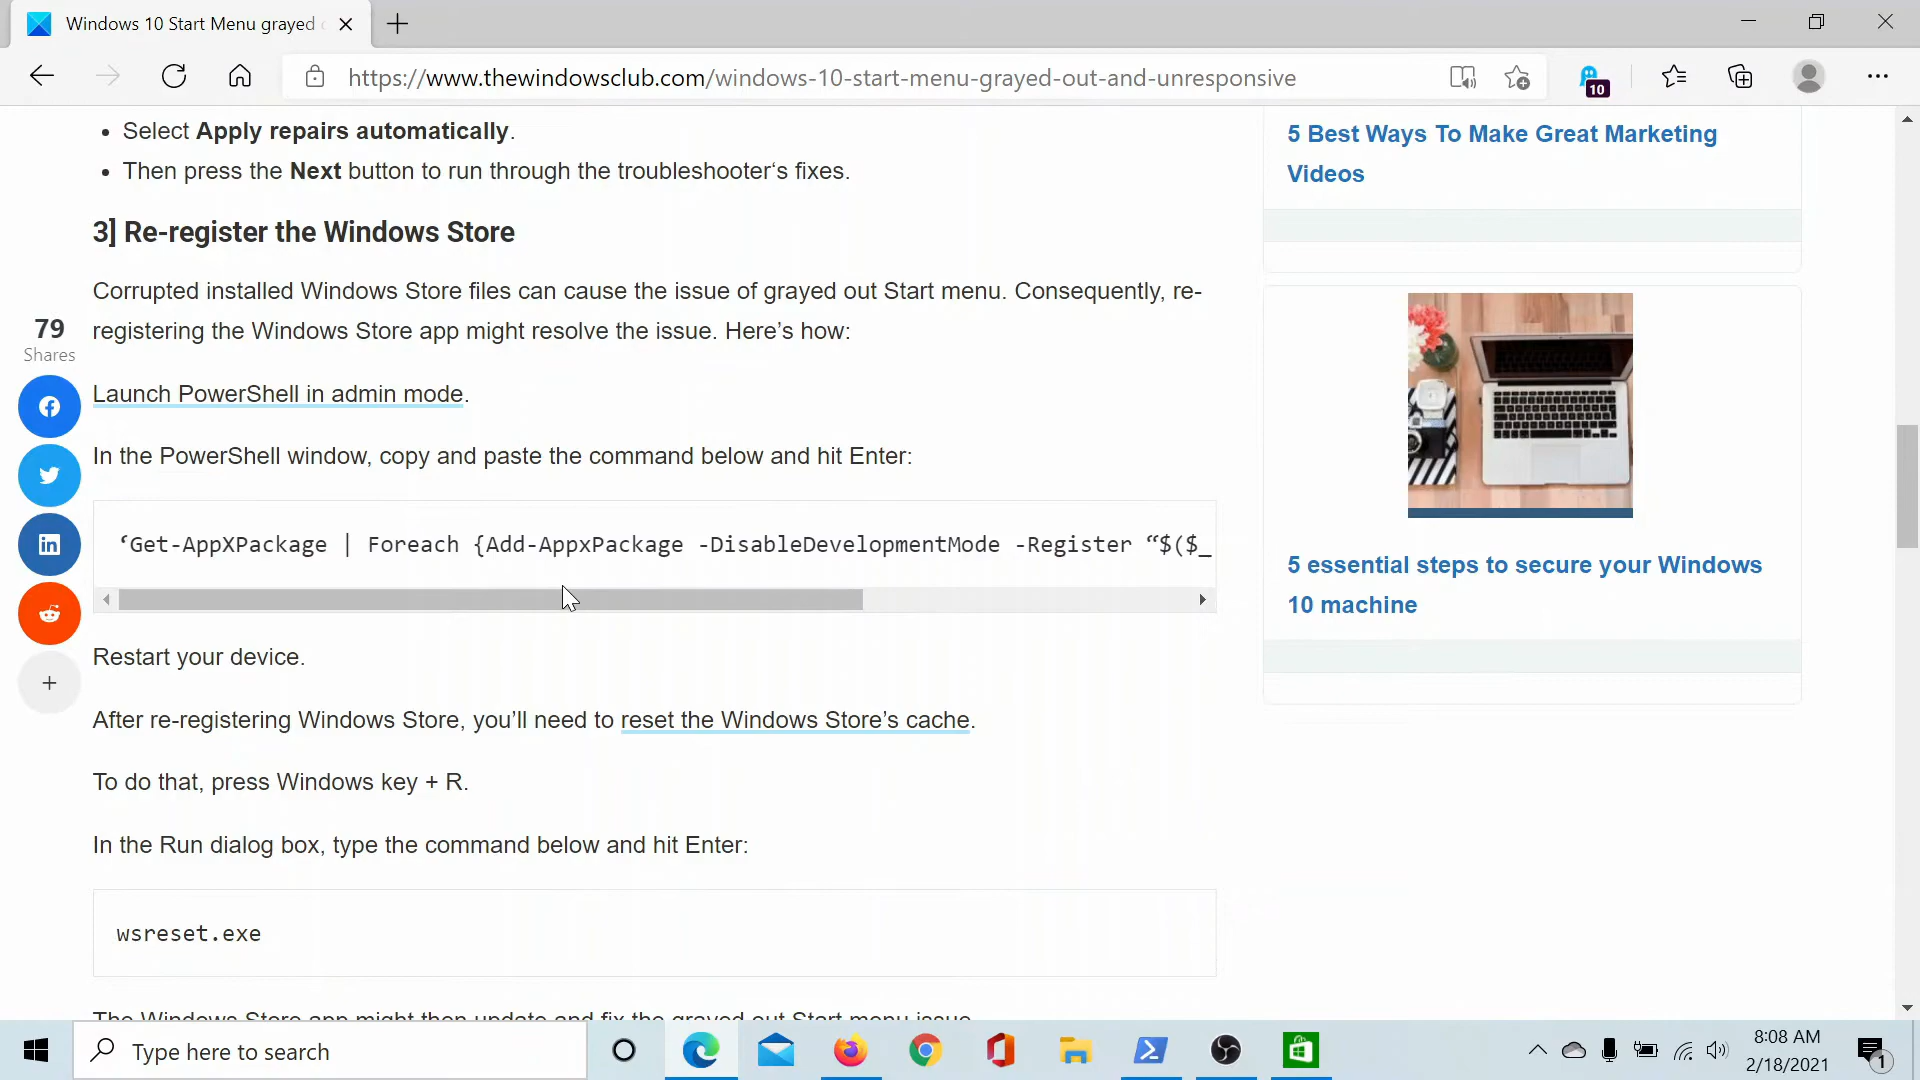 Windows 10 Start Menu grayed
https://www.thewindowsclub.com/windows-10-start-menu-grayed-out-and-unresponsive
10
• Select Apply repairs automatically.
• Then press the Next button to run through the troubleshooter‘s fixes.
3] Re-register the Windows Store
Corrupted installed Windows Store files can cause the issue of grayed out Start menu. Consequently, re-
registering the Windows Store app might resolve the issue. Here’s how:
Launch PowerShell in admin mode.
In the PowerShell window, copy and paste the command below and hit Enter:
‘Get-AppXPackage | Foreach {Add-AppxPackage -DisableDevelopmentMode -Register “$($_
Restart your device.
After re-registering Windows Store, you’ll need to reset the Windows Store’s cache.
To do that, press Windows key + R.
In the Run dialog box, type the command below and hit Enter:
wsreset.exe
The Windows Store app might then update and fix the grayed out Start menu issue.
79
Shares
5 Best Ways To Make Great Marketing
Videos
5 essential steps to secure your Windows
10 machine
Type here to search
8:08 AM
2/18/2021
1